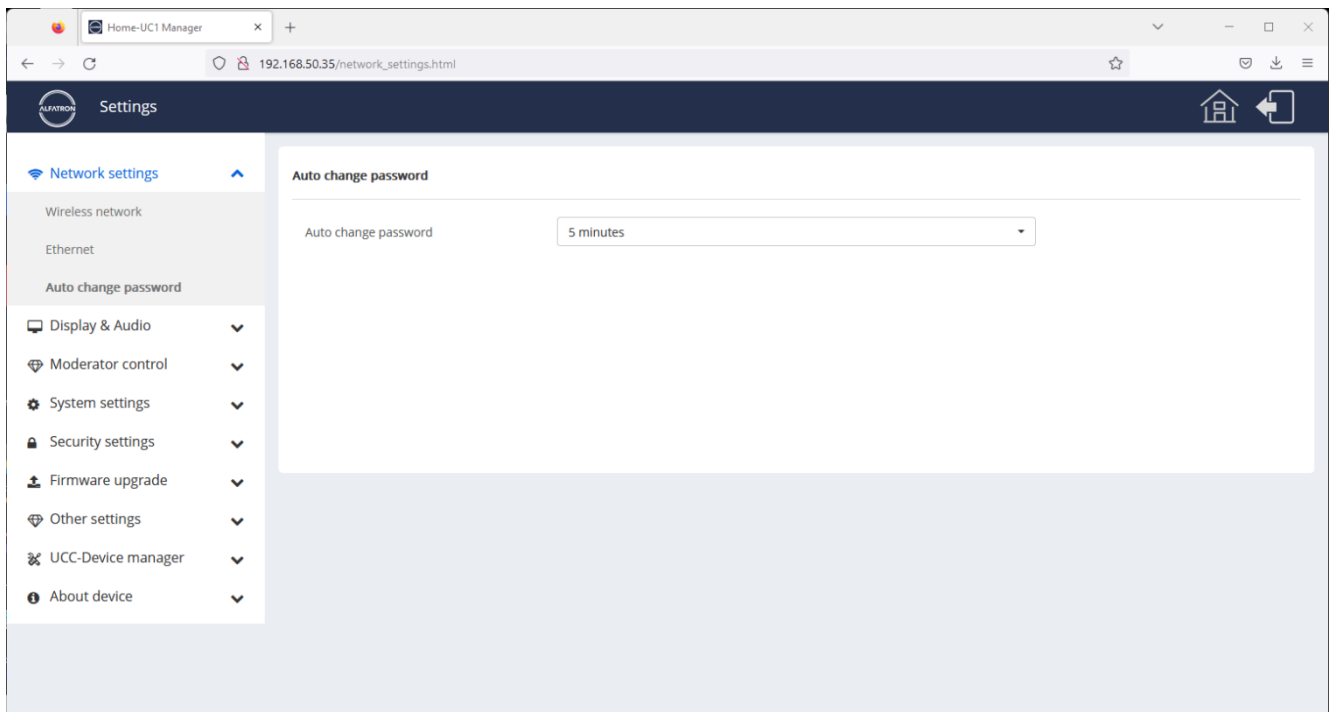 Home-UC1 Manager
192.168.50.35/network_settings.html
ALFATRON
Settings
Network settings
Wireless network
Ethernet
Auto change password
Display & Audio
Moderator control
System settings
Security settings
Firmware upgrade
Other settings
UCC-Device manager
About device
Auto change password
Auto change password
5 minutes